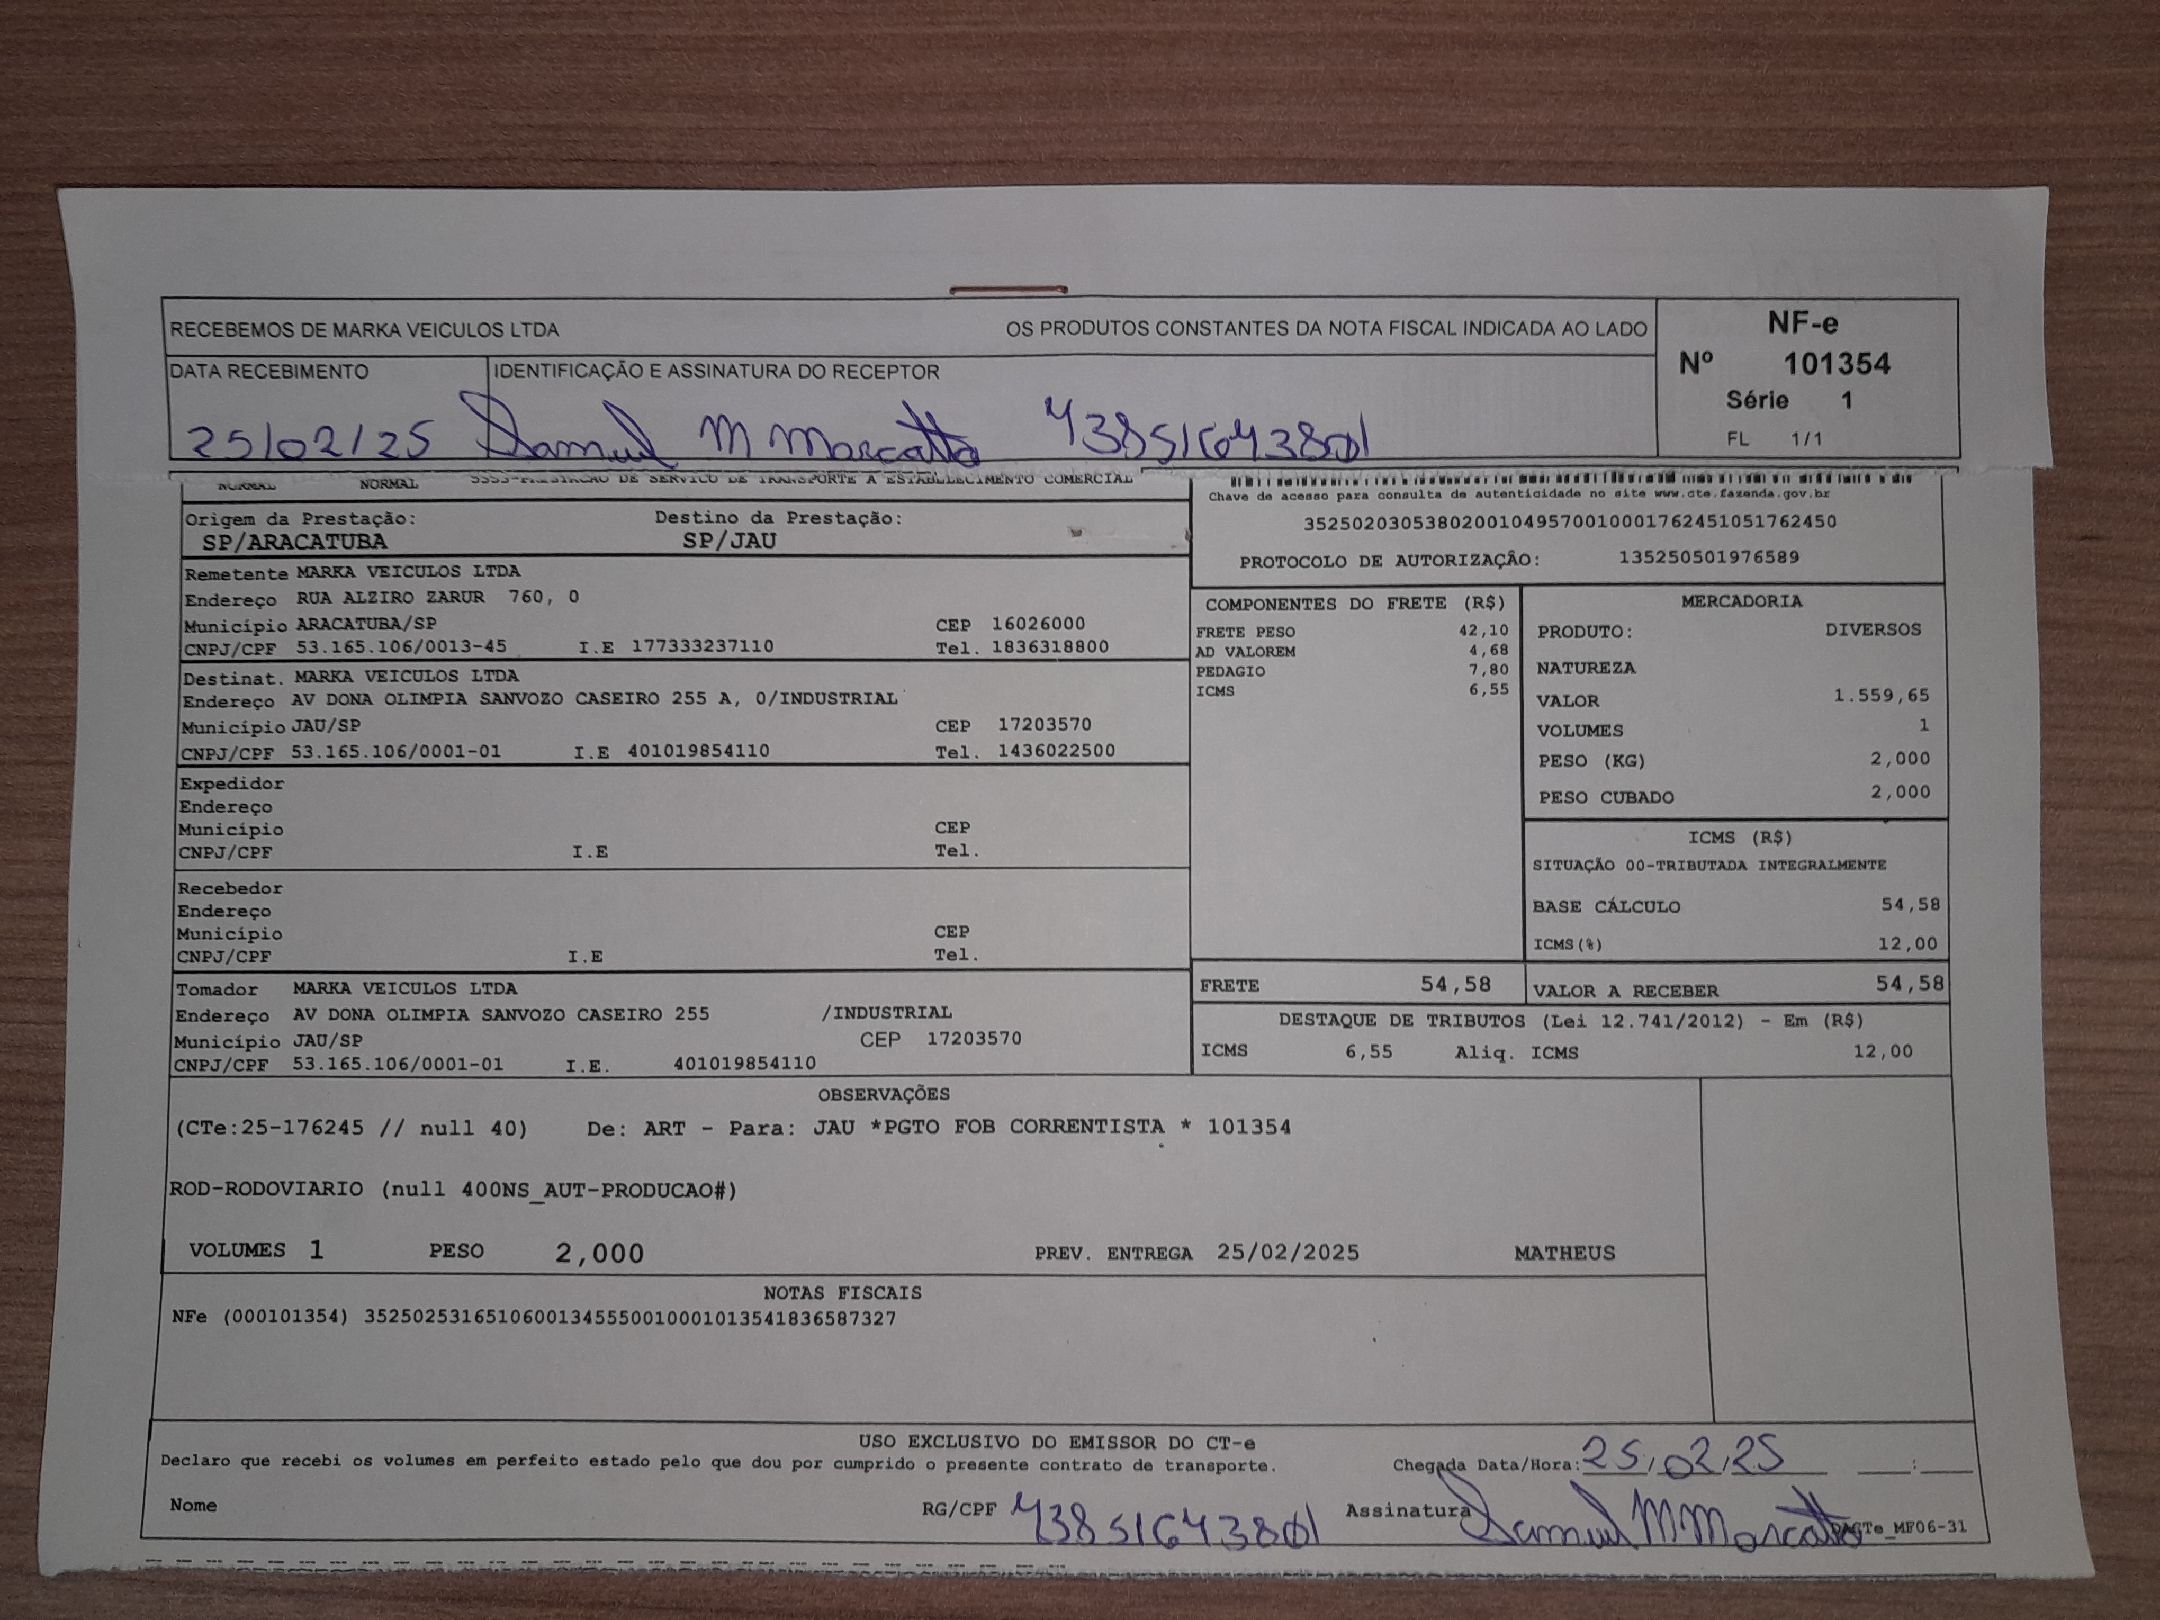 RECEBEMOS DE MARKA VEICULOS LTDA OS PRODUTOS CONSTANTES DA NOTA FISCAL INDICADA AO LADO
NF-e
Nº 101354
Série 1
FL 1/1
DATA RECEBIMENTO IDENTIFICAÇÃO E ASSINATURA DO RECEPTOR
25/02/25 Samuel M Marcatto 43851643801
NORMAL NORMAL DE SERVICO DE TRANSPORTE A ESTABELECIMENTO COMERCIAL
Chave de acesso para consulta de autenticidade no site www.cte.fazenda.gov.br
35250203053802001049570010001762451051762450
PROTOCOLO DE AUTORIZAÇÃO: 135250501976589
Origem da Prestação: Destino da Prestação:
SP/ARACATUBA SP/JAU
Remetente MARKA VEICULOS LTDA
Endereço RUA ALZIRO ZARUR 760, 0
Município ARACATUBA/SP CEP 16026000
CNPJ/CPF 53.165.106/0013-45 I.E 177333237110 Tel. 1836318800
Destinat. MARKA VEICULOS LTDA
Endereço AV DONA OLIMPIA SANVOZO CASEIRO 255 A, 0/INDUSTRIAL
Município JAU/SP CEP 17203570
CNPJ/CPF 53.165.106/0001-01 I.E 401019854110 Tel. 1436022500
Expedidor
Endereço
Município CEP
CNPJ/CPF I.E Tel.
Recebedor
Endereço
Município CEP
CNPJ/CPF I.E Tel.
Tomador MARKA VEICULOS LTDA
Endereço AV DONA OLIMPIA SANVOZO CASEIRO 255 /INDUSTRIAL
Município JAU/SP CEP 17203570
CNPJ/CPF 53.165.106/0001-01 I.E. 401019854110
COMPONENTES DO FRETE (R$)
FRETE PESO 42,10
AD VALOREM 4,68
PEDAGIO 7,80
ICMS 6,55
MERCADORIA
PRODUTO: DIVERSOS
NATUREZA
VALOR 1.559,65
VOLUMES 1
PESO (KG) 2,000
PESO CUBADO 2,000
ICMS (R$)
SITUAÇÃO 00-TRIBUTADA INTEGRALMENTE
BASE CÁLCULO 54,58
ICMS(%) 12,00
FRETE 54,58 VALOR A RECEBER 54,58
DESTAQUE DE TRIBUTOS (Lei 12.741/2012) - Em (R$)
ICMS 6,55 Aliq. ICMS 12,00
OBSERVAÇÕES
(CTe:25-176245 // null 40) De: ART - Para: JAU *PGTO FOB CORRENTISTA * 101354
ROD-RODOVIARIO (null 400NS_AUT-PRODUCAO#)
VOLUMES 1 PESO 2,000 PREV. ENTREGA 25/02/2025 MATHEUS
NOTAS FISCAIS
NFe (000101354) 35250253165106001345550010001013541836587327
USO EXCLUSIVO DO EMISSOR DO CT-e
Declaro que recebi os volumes em perfeito estado pelo que dou por cumprido o presente contrato de transporte. Chegada Data/Hora: 25/02/25 :
Nome RG/CPF 43851643801 Assinatura Samuel M Marcatto DACTe_MF06-31